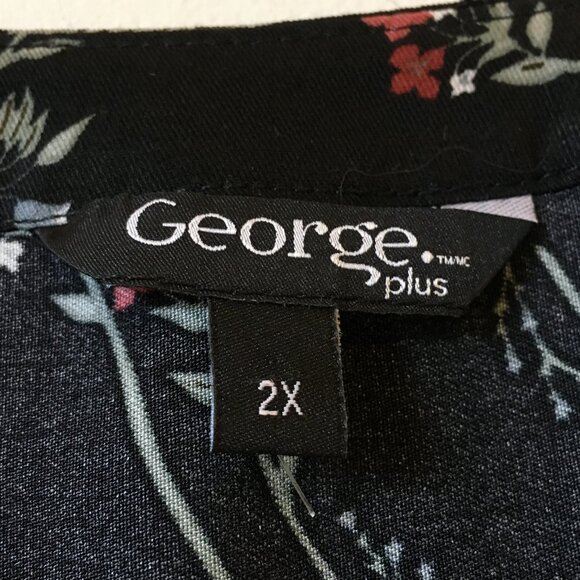 George. TM/MC
plus
2X